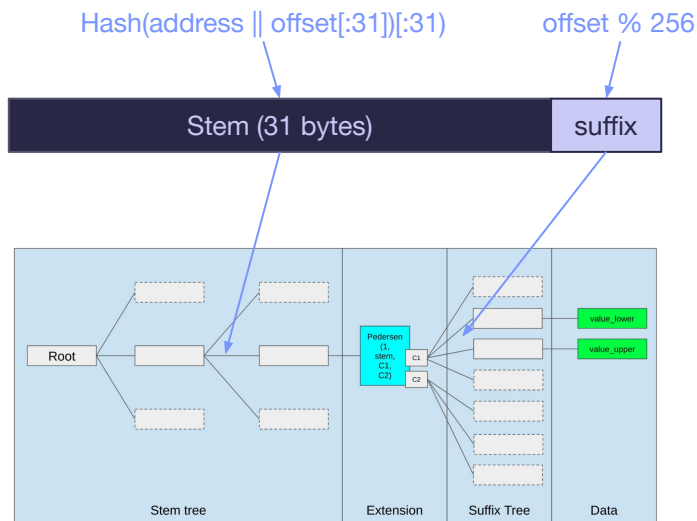 Hash(address || offset[:31])[:31)
offset % 256
Stem (31 bytes)
suffix
Root
Pedersen
(1,
stem,
C1,
C2)
C1
C2
value_lower
value_upper
Stem tree
Extension
Suffix Tree
Data